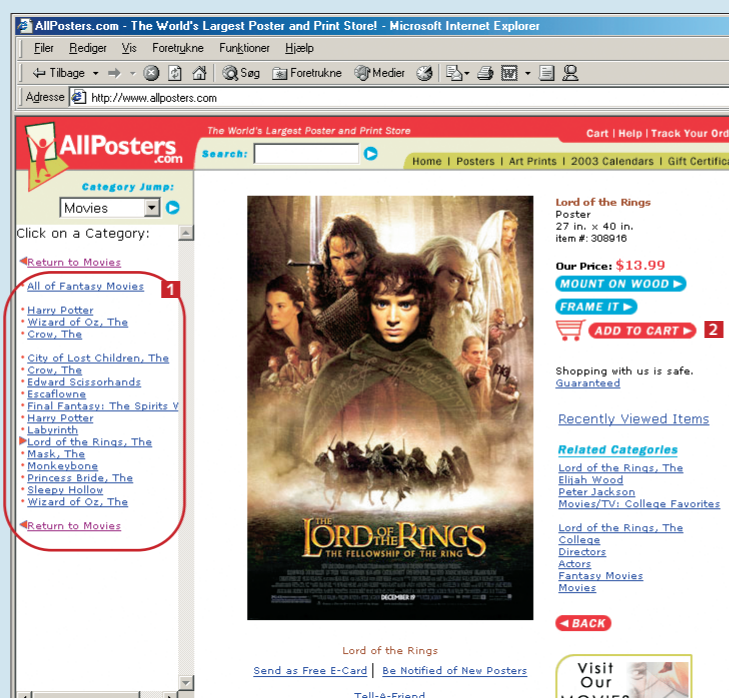 AllPosters.com - The World's Largest Poster and Print Store! - Microsoft Internet Explorer
Filer Rediger Vis Foretrukne Funktioner Hjælp
Tilbage Søg Foretrukne Medier
Adresse http://www.allposters.com
AllPosters.com
The World's Largest Poster and Print Store
Cart | Help | Track Your Ord
Search:
Home | Posters | Art Prints | 2003 Calendars | Gift Certifica
Category Jump:
Movies
Click on a Category:
Return to Movies
All of Fantasy Movies
1
Harry Potter
Wizard of Oz, The
Crow, The
City of Lost Children, The
Crow, The
Edward Scissorhands
Escaflowne
Final Fantasy: The Spirits W
Harry Potter
Labyrinth
Lord of the Rings, The
Mask, The
Monkeybone
Princess Bride, The
Sleepy Hollow
Wizard of Oz, The
Return to Movies
THE
LORD OF THE RINGS
THE FELLOWSHIP OF THE RING
DECEMBER 19
Lord of the Rings
Send as Free E-Card | Be Notified of New Posters
Tell-A-Friend
Lord of the Rings
Poster
27 in. x 40 in.
item #: 308916
Our Price: $13.99
MOUNT ON WOOD
FRAME IT
ADD TO CART
2
Shopping with us is safe.
Guaranteed
Recently Viewed Items
Related Categories
Lord of the Rings, The
Elijah Wood
Peter Jackson
Movies/TV: College Favorites
Lord of the Rings, The
College
Directors
Actors
Fantasy Movies
Movies
BACK
Visit
Our
MOVIES